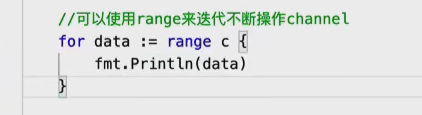 //可以使用range来迭代不断操作channel
for data := range c {
    fmt.Println(data)
}